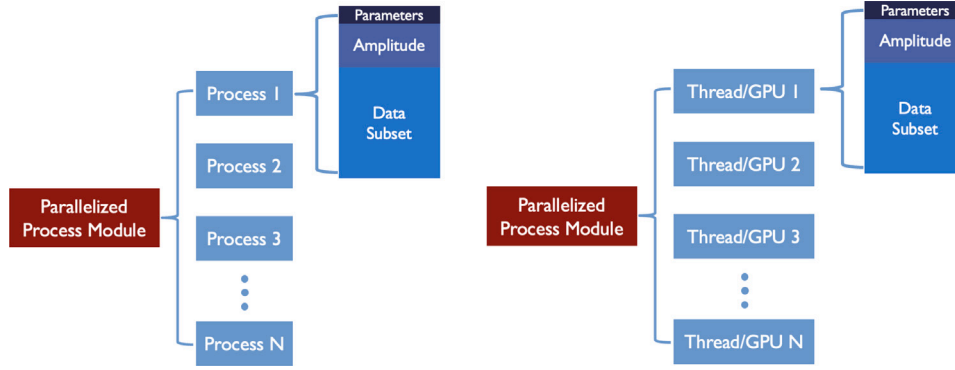 Parameters
Amplitude
Data
Subset
Process 1
Process 2
Parallelized
Process Module
Process 3
Process N
Parameters
Amplitude
Data
Subset
Thread/GPU 1
Thread/GPU 2
Parallelized
Process Module
Thread/GPU 3
Thread/GPU N